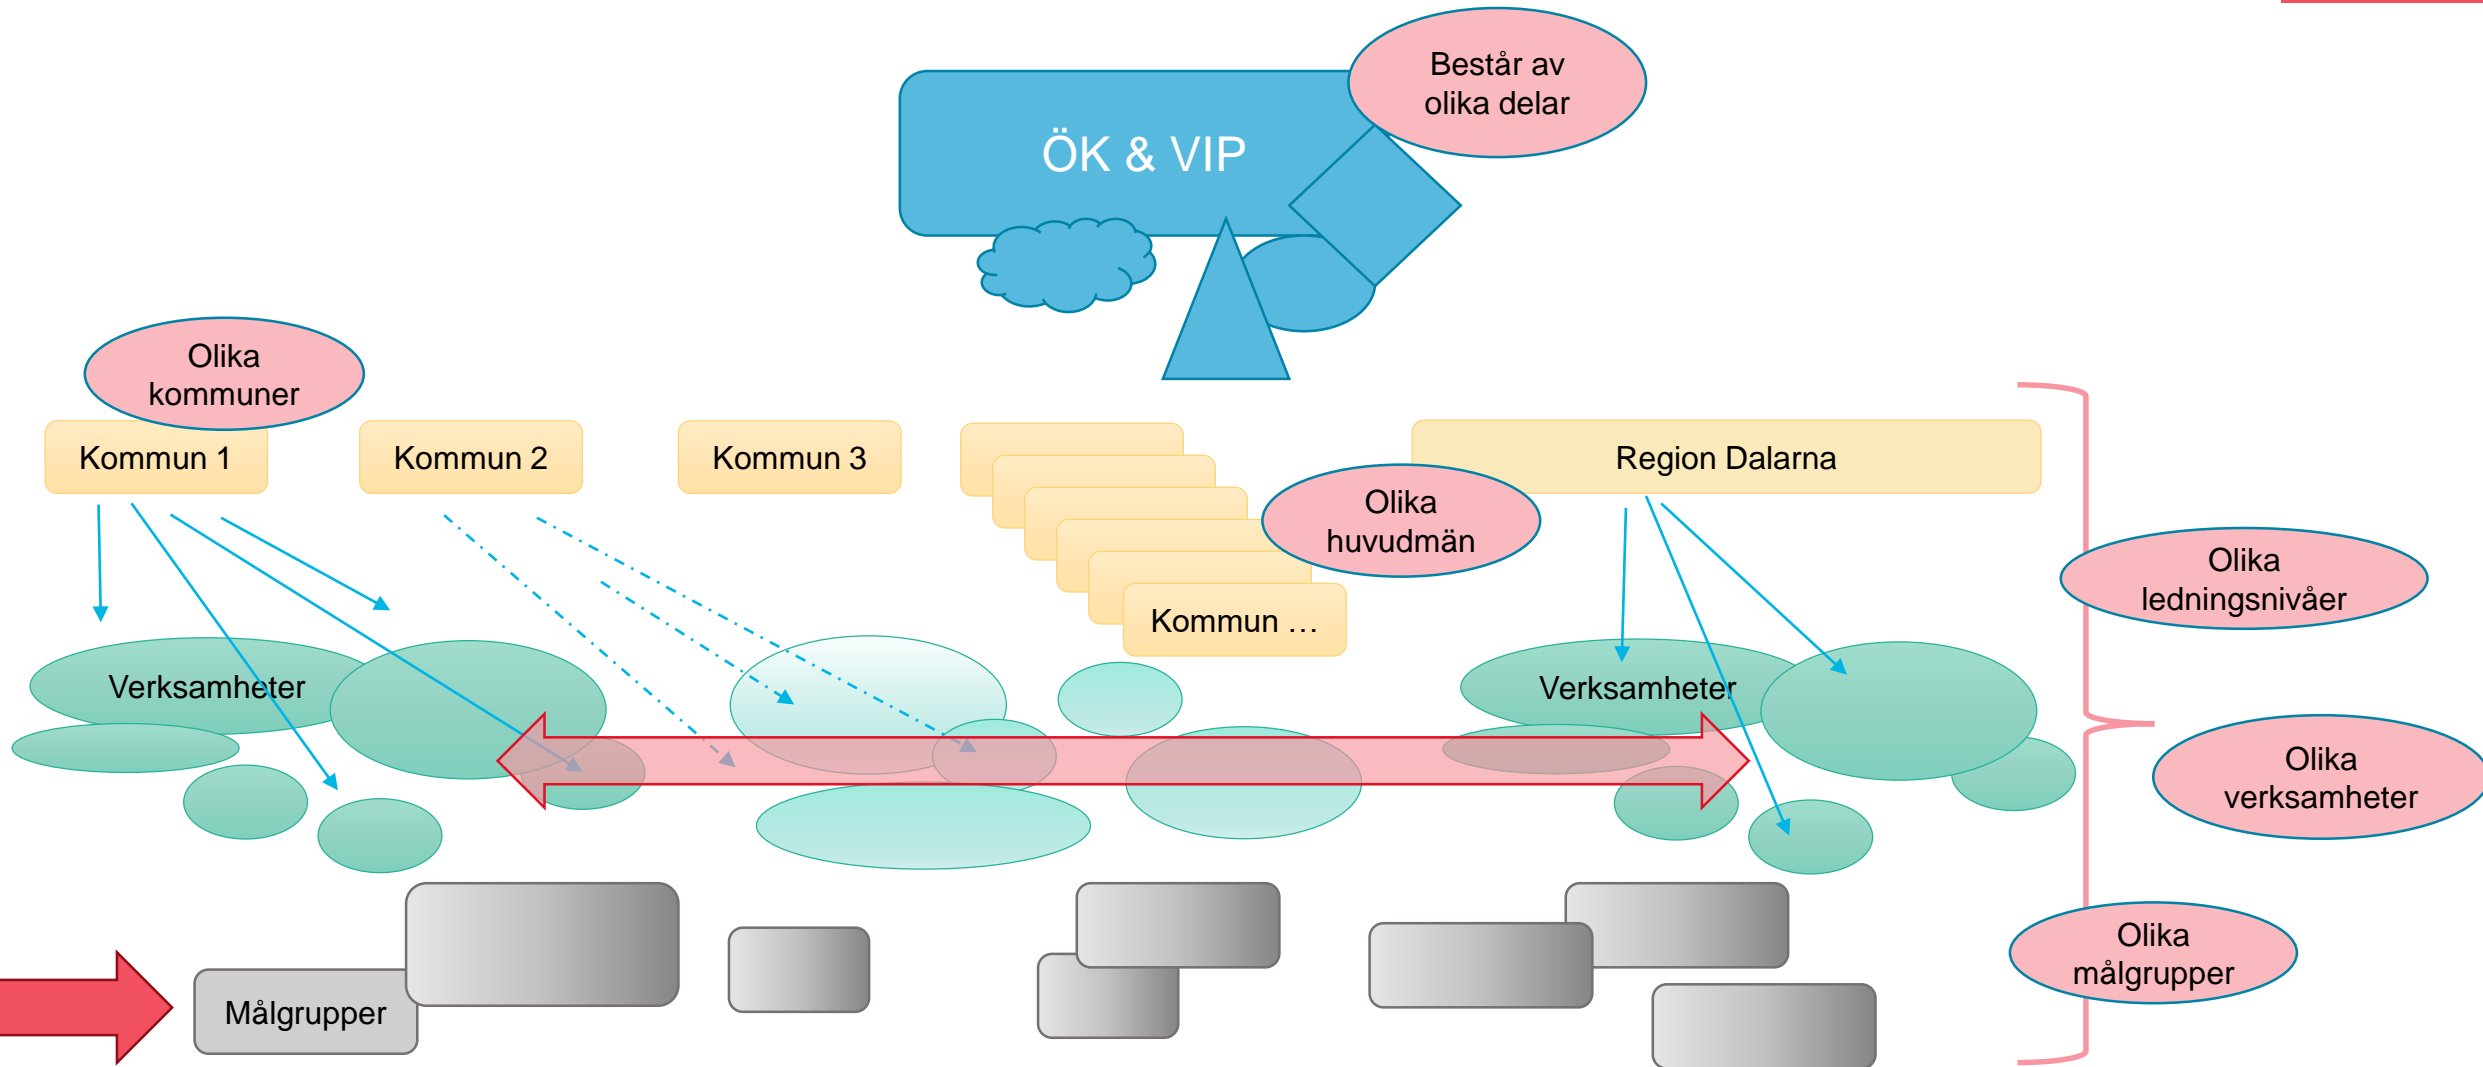 Består av
olika delar
ÖK & VIP
Olika
kommuner
Kommun 1
Kommun 2
Kommun 3
Region Dalarna
Olika
huvudmän
Kommun …
Olika
ledningsnivåer
Verksamheter
Verksamheter
Olika
verksamheter
Olika
målgrupper
Målgrupper